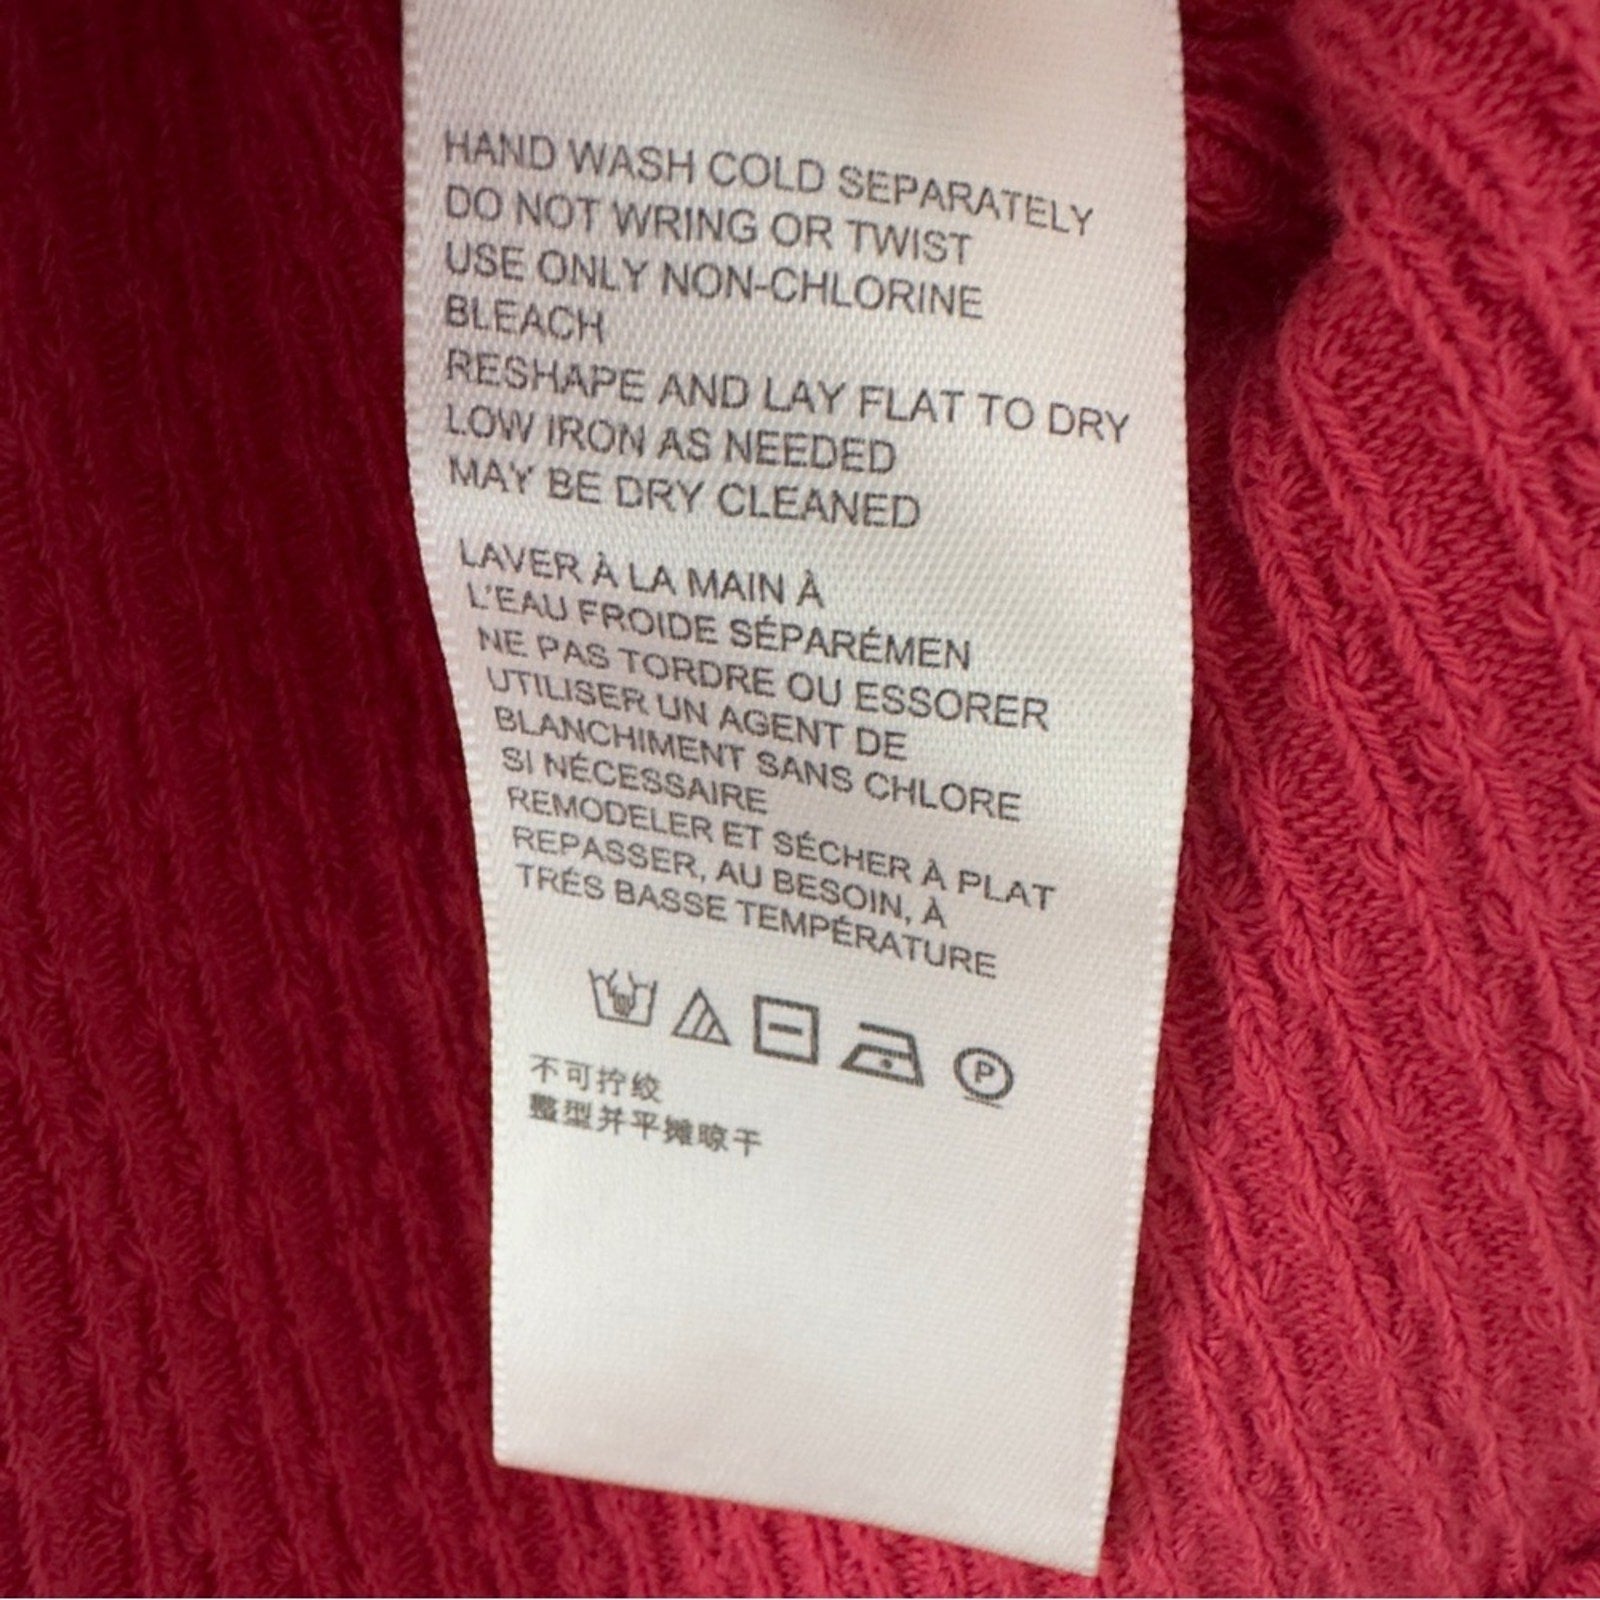 HAND WASH COLD SEPARATELY
DO NOT WRING OR TWIST
USE ONLY NON-CHLORINE
BLEACH
RESHAPE AND LAY FLAT TO DRY
LOW IRON AS NEEDED
MAY BE DRY CLEANED
LAVER À LA MAIN À
L'EAU FROIDE SÉPARÉMEN
NE PAS TORDRE OU ESSORER
UTILISER UN AGENT DE
BLANCHIMENT SANS CHLORE
SI NÉCESSAIRE
REMODELER ET SÉCHER À PLAT
REPASSER, AU BESOIN, À
TRÉS BASSE TEMPÉRATURE
P
不可拧绞
整型并平摊晾干